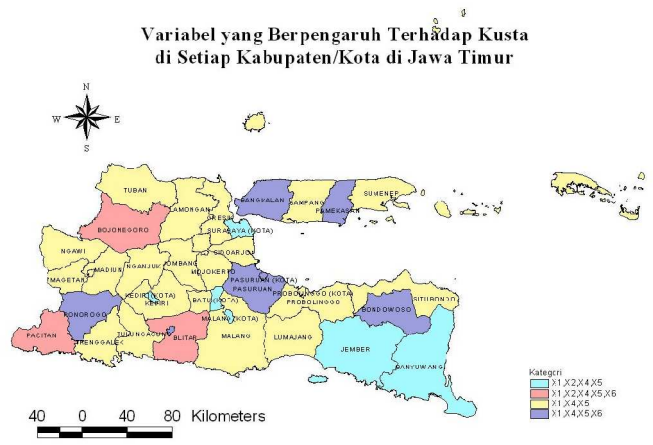 Variabel yang Berpengaruh Terhadap Kusta
di Setiap Kabupaten/Kota di Jawa Timur
N
W E
S
TUBAN
LAMONGAN
BANGKALAN
SAMPANG
PAMEKASAN
SUMENEP
BOJONEGORO
SURABAYA (KOTA)
NGAWI
SIDOARJO
MAGETAN
MADIUN
NGANJUK
JOMBANG
MOJOKERTO
PASURUAN (KOTA)
PASURUAN
KEDIRI (KOTA)
KEDIRI
BATU (KOTA)
PROBOLINGGO (KOTA)
PROBOLINGGO
SITUBONDO
PONOROGO
MALANG (KOTA)
BONDOWOSO
PACITAN
TRENGGALEK
TULUNGAGUNG
BLITAR
MALANG
LUMAJANG
JEMBER
BANYUWANGI
Kategori
X1,X2,X4,X5
X1,X2,X4,X5,X6
X1,X4,X5
X1,X4,X5,X6
40 0 40 80 Kilometers